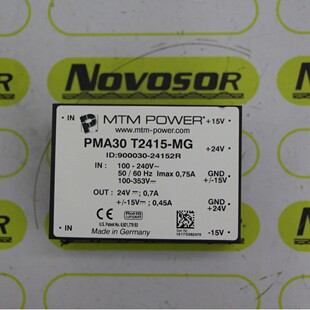 NOVOSOR
IN
MTM POWER®
www.mtm-power.com
+15V
PMA30 T2415-MG
ID:900030-24152R
+24V
IN : 100 - 240V~
50 / 60 Hz Imax 0,75A
100-353V⎓
GND
+/-15V
OUT : 24V⎓; 0,7A
+/-15V⎓; 0,45A
GND
+24V
IN
Made in Germany
-15V